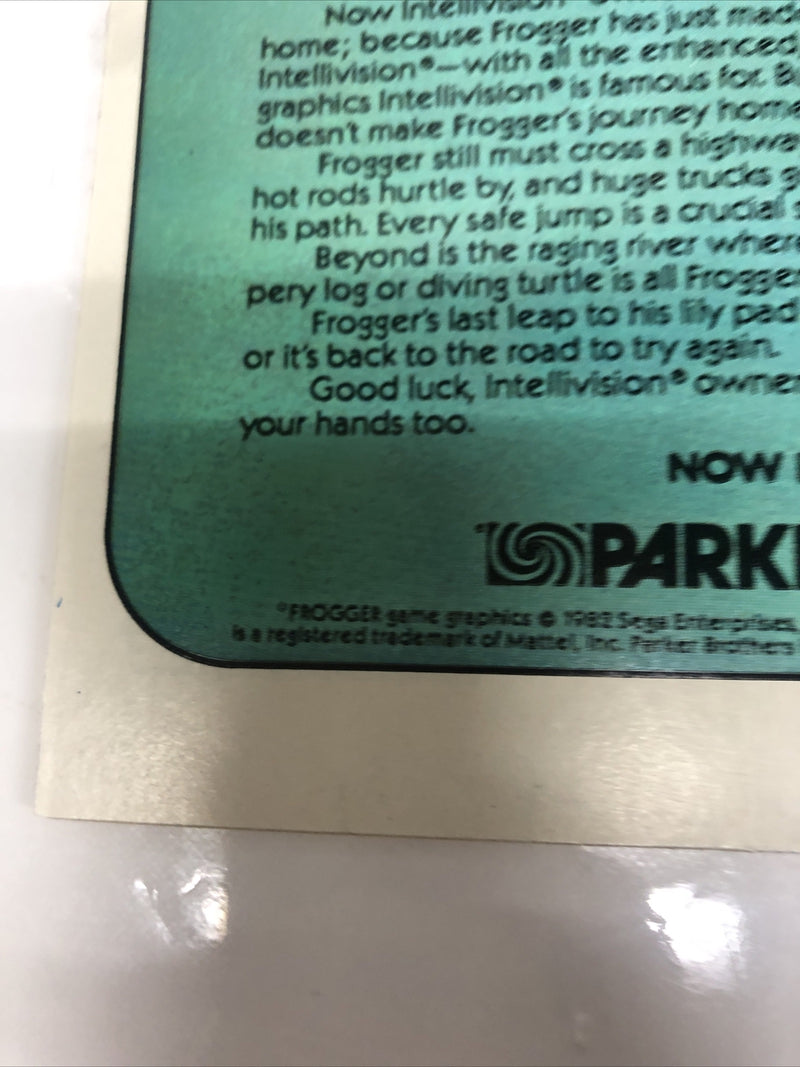 Now Intellivision
home; because Frogger has just mad
Intellivision®—with all the enhanced
graphics Intellivision® is famous for. B
doesn't make Frogger's journey home
Frogger still must cross a highwa
hot rods hurtle by, and huge trucks g
his path. Every safe jump is a crucial s
Beyond is the raging river where
pery log or diving turtle is all Frogge
Frogger's last leap to his lily pad
or it's back to the road to try again.
Good luck, Intellivision® owne
your hands too.
NOW
PARK
®FROGGER game graphics © 1982 Sega Enterprises,
is a registered trademark of Mattel, Inc. Parker Brothers